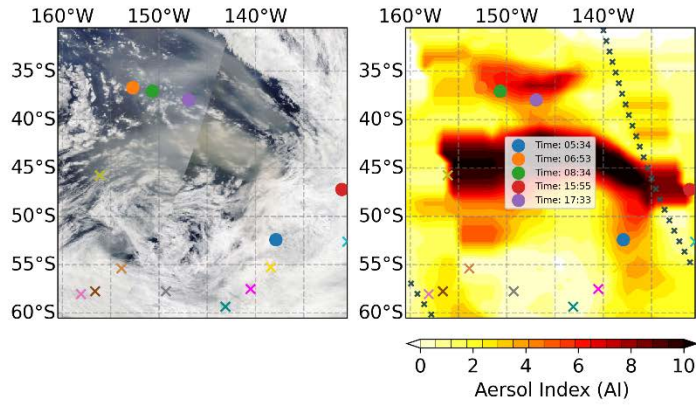 160°W 150°W 140°W 160°W 150°W 140°W
35°S 35°S
40°S 40°S
Time: 05:34
Time: 06:53
45°S 45°S
Time: 08:34
Time: 15:55
Time: 17:33
50°S 50°S
55°S 55°S
60°S 60°S
0 2 4 6 8 10
Aersol Index (AI)